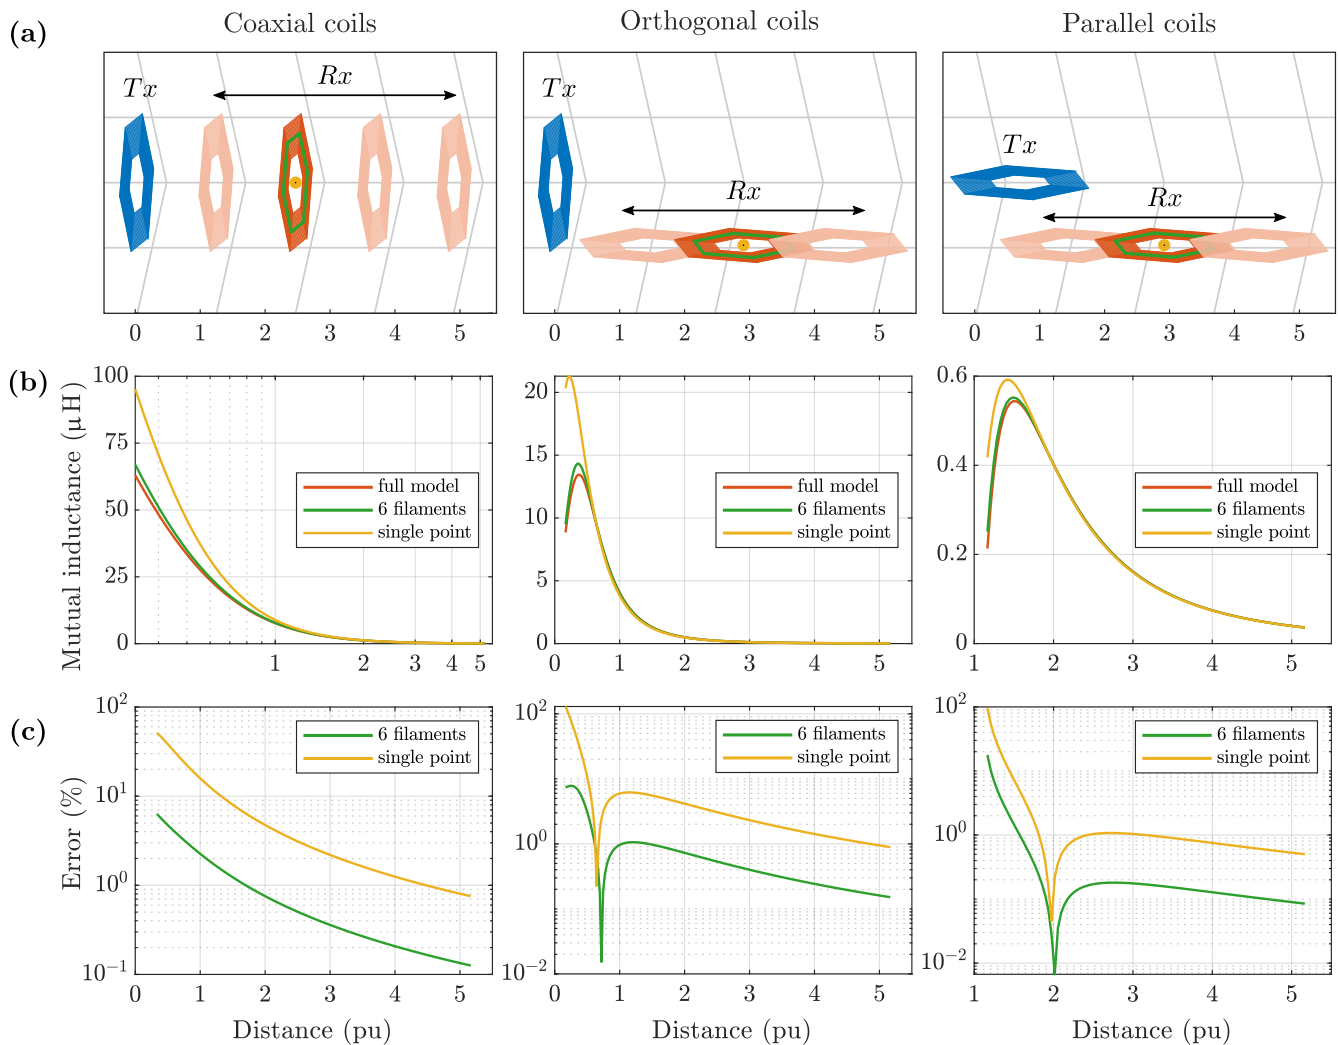 (a)
Coaxial coils
Orthogonal coils
Parallel coils
Tx
Rx
0 1 2 3 4 5
Tx
Rx
0 1 2 3 4 5
Tx
Rx
0 1 2 3 4 5
(b)
Mutual inductance (μH)
100
75
50
25
0
full model
6 filaments
single point
1 2 3 4 5
20
15
10
5
0
full model
6 filaments
single point
0 1 2 3 4 5
0.6
0.4
0.2
0
full model
6 filaments
single point
1 2 3 4 5
(c)
Error (%)
10^2
10^1
10^0
10^−1
6 filaments
single point
0 1 2 3 4 5
Distance (pu)
10^2
10^0
10^−2
6 filaments
single point
0 1 2 3 4 5
Distance (pu)
10^2
10^0
10^−2
6 filaments
single point
1 2 3 4 5
Distance (pu)